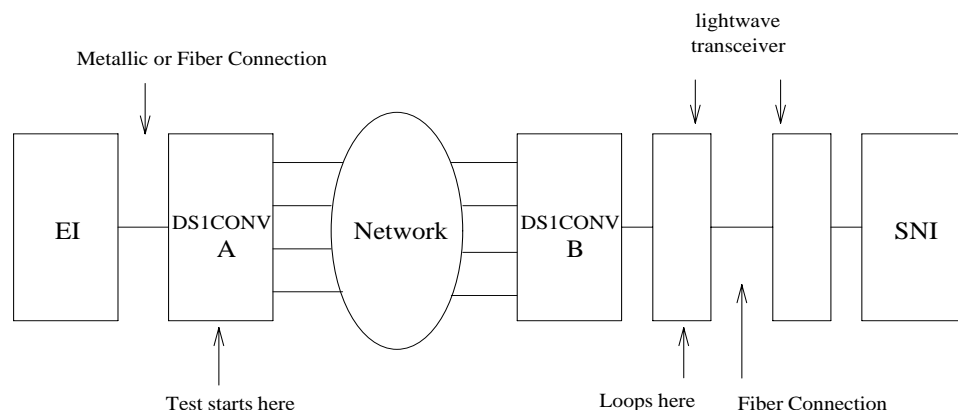 lightwave
transceiver
Metallic or Fiber Connection
EI
DS1CONV
A
Network
DS1CONV
B
SNI
Test starts here
Loops here
Fiber Connection